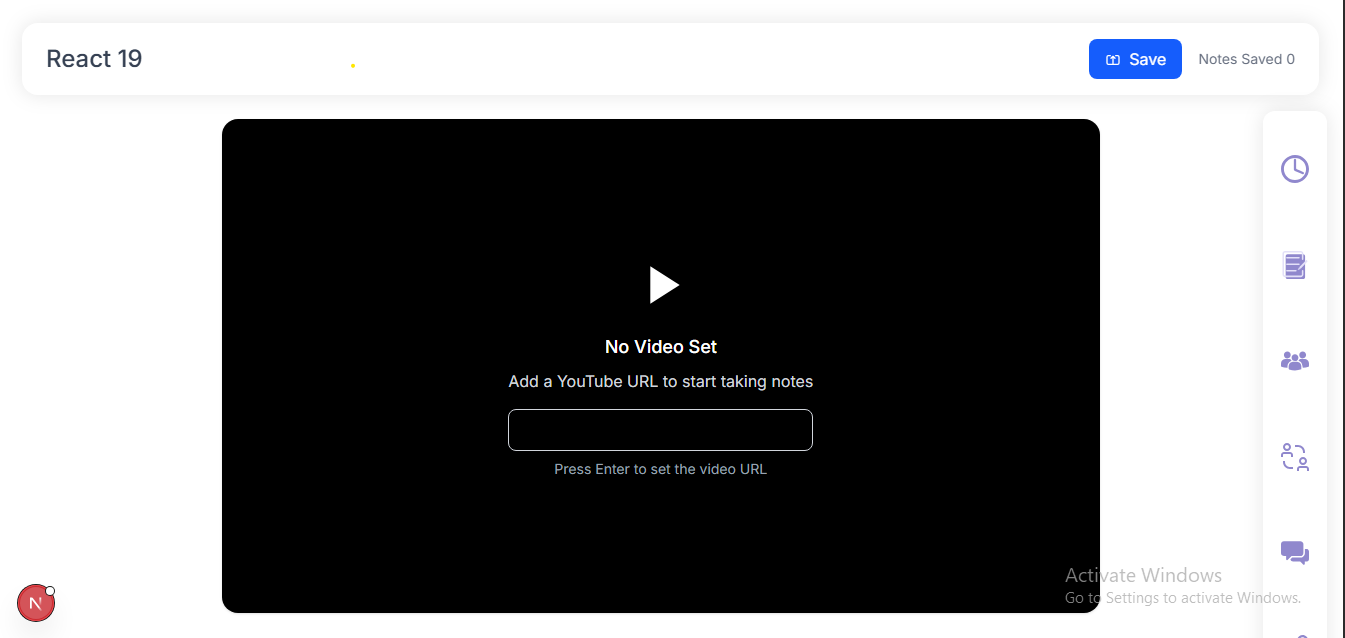 React 19
Save
Notes Saved 0
No Video Set
Add a YouTube URL to start taking notes
Press Enter to set the video URL
Activate Windows
Go to Settings to activate Windows.
N